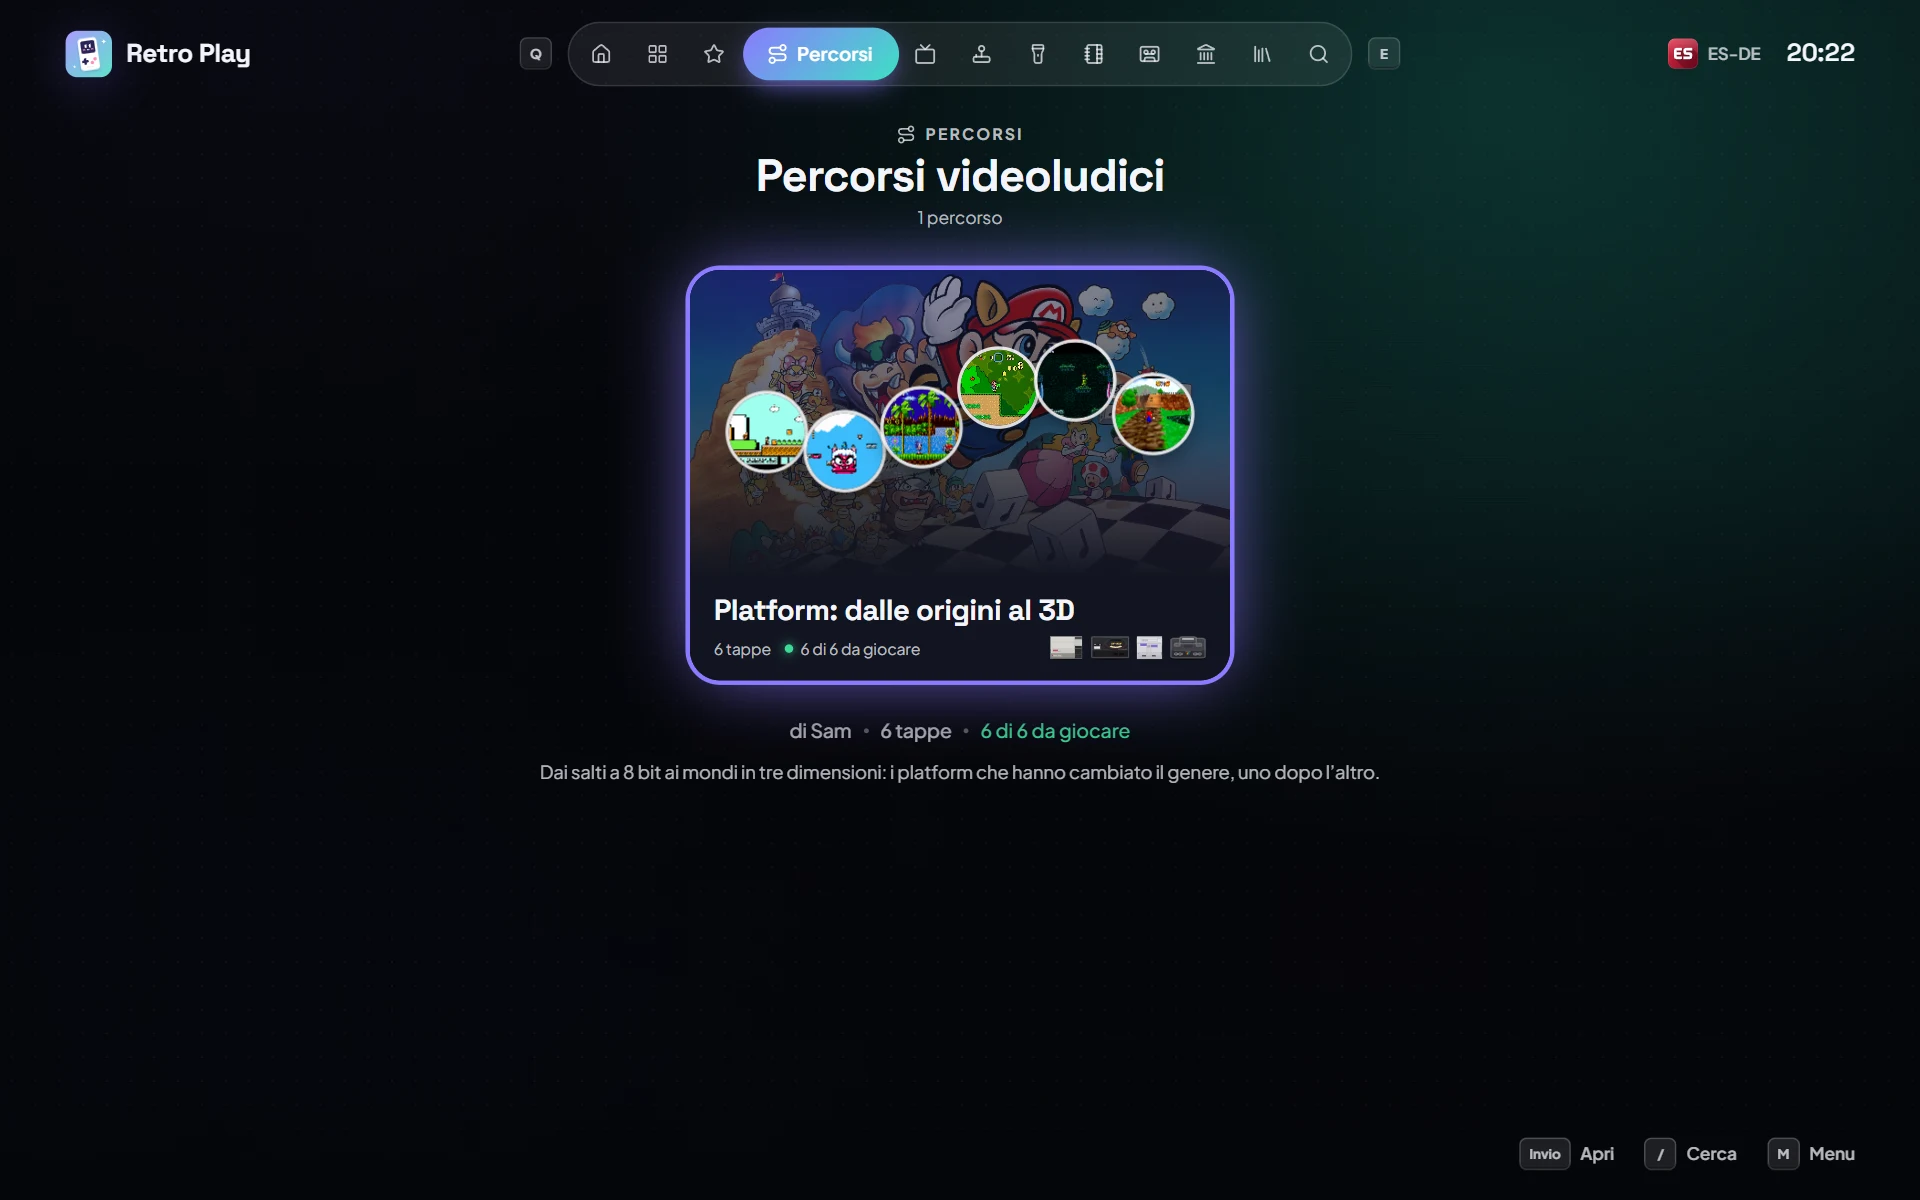 Retro Play
Q
Percorsi
E
ES
ES-DE
20:22
PERCORSI
Percorsi videoludici
1 percorso
Platform: dalle origini al 3D
6 tappe
6 di 6 da giocare
di Sam • 6 tappe • 6 di 6 da giocare
Dai salti a 8 bit ai mondi in tre dimensioni: i platform che hanno cambiato il genere, uno dopo l'altro.
Invio Apri
/ Cerca
M Menu